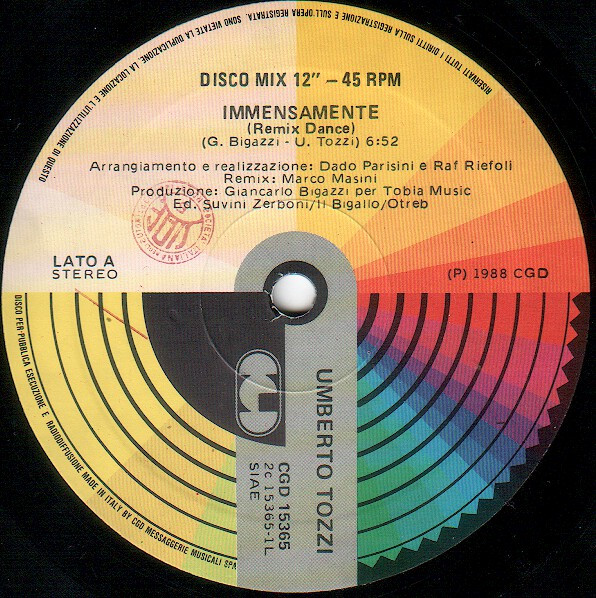 RISERVATI TUTTI I DIRITTI SULLA REGISTRAZIONE E SULL'OPERA REGISTRATA. SONO VIETATE LA DUPLICAZIONE, LA LOCAZIONE E L'UTILIZZAZIONE DI QUESTO
DISCO PER PUBBLICA ESECUZIONE E RADIODIFFUSIONE MADE IN ITALY BY CGD MESSAGGERIE MUSICALI SPA
DISCO MIX 12" - 45 RPM
IMMENSAMENTE
(Remix Dance)
(G. Bigazzi - U. Tozzi) 6:52
Arrangiamento e realizzazione: Dado Parisini e Raf Riefoli
Remix: Marco Masini
Produzione: Giancarlo Bigazzi per Tobia Music
Ed. Suvini Zerboni/Il Bigallo/Otreb
LATO A
STEREO
(P) 1988 CGD
UMBERTO TOZZI
CGD 15365
2c 15365-1L
SIAE